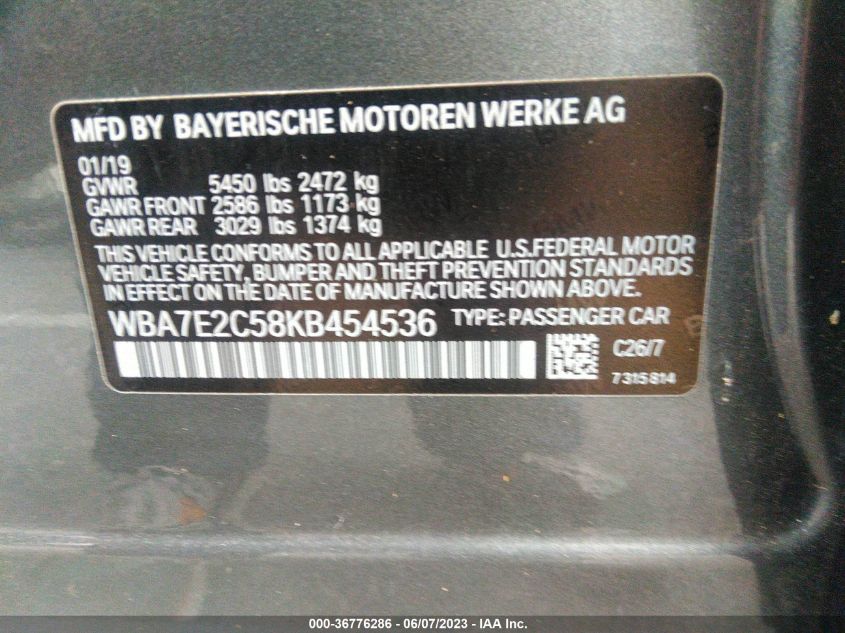 MFD BY BAYERISCHE MOTOREN WERKE AG
01/19
GVWR 5450 lbs 2472 kg
GAWR FRONT 2586 lbs 1173 kg
GAWR REAR 3029 lbs 1374 kg
THIS VEHICLE CONFORMS TO ALL APPLICABLE U.S.FEDERAL MOTOR
VEHICLE SAFETY, BUMPER AND THEFT PREVENTION STANDARDS
IN EFFECT ON THE DATE OF MANUFACTURE SHOWN ABOVE.
WBA7E2C58KB454536 TYPE: PASSENGER CAR
C26/7
7315814
000-36776286 - 06/07/2023 - IAA Inc.